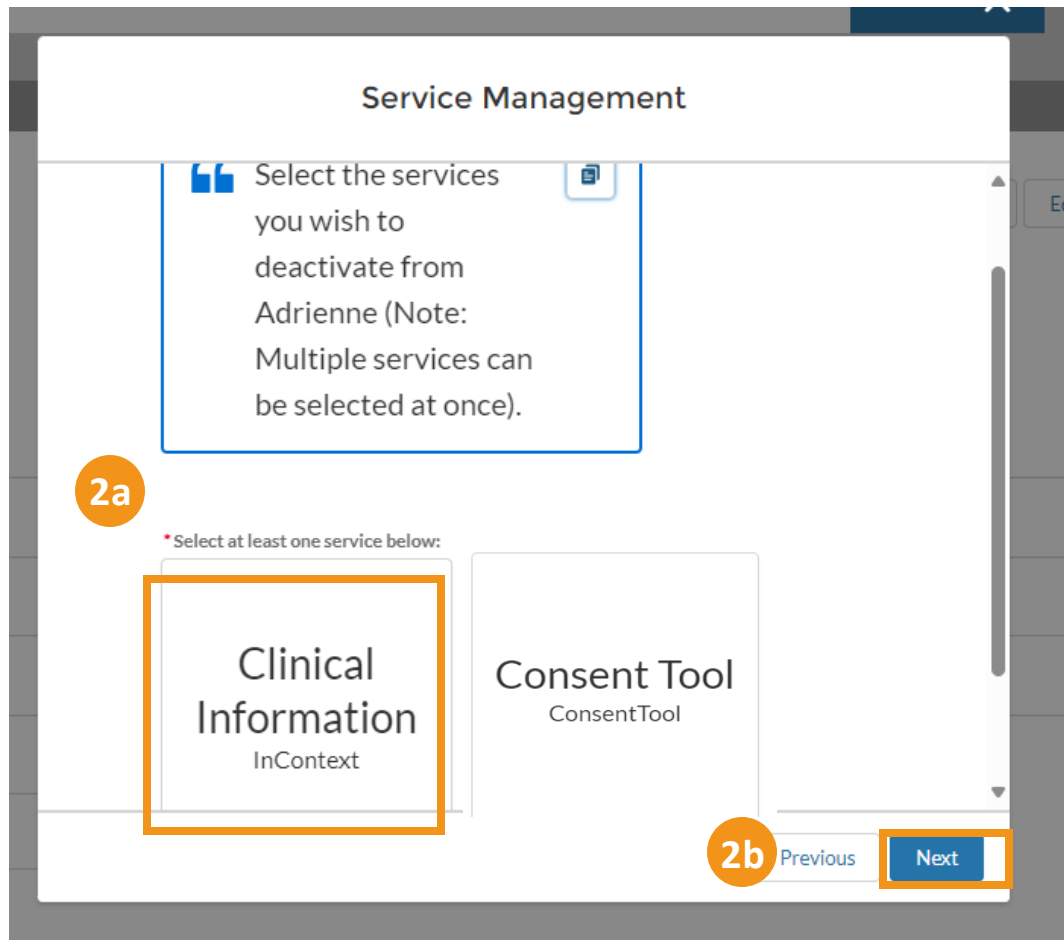 Service Management
Select the services
you wish to
deactivate from
Adrienne (Note:
Multiple services can
be selected at once).
2a
*Select at least one service below:
Clinical
Information
InContext
Consent Tool
ConsentTool
2b
Previous
Next